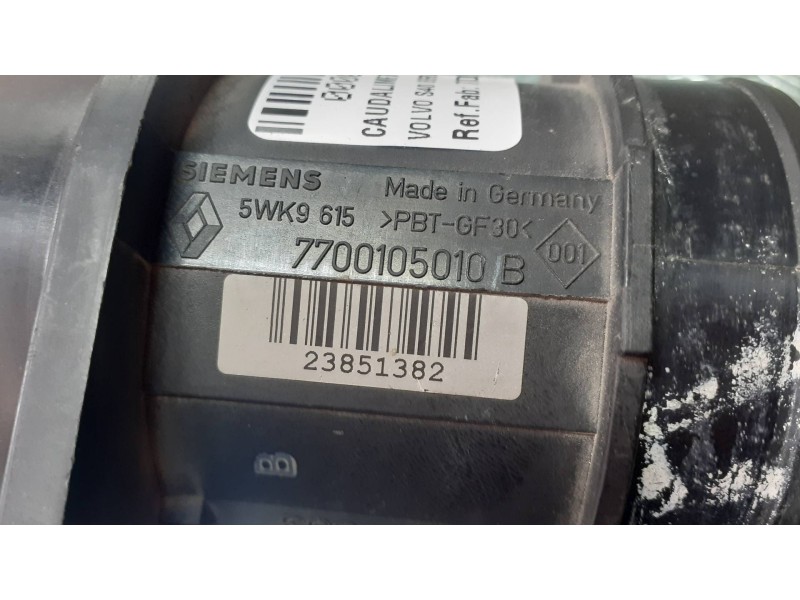 CAUDALIME
VOLVO S40
Ref.Fab.:
SIEMENS Made in Germany
5WK9 615 >PBT-GF30<
7700105010 B 001
23851382
B